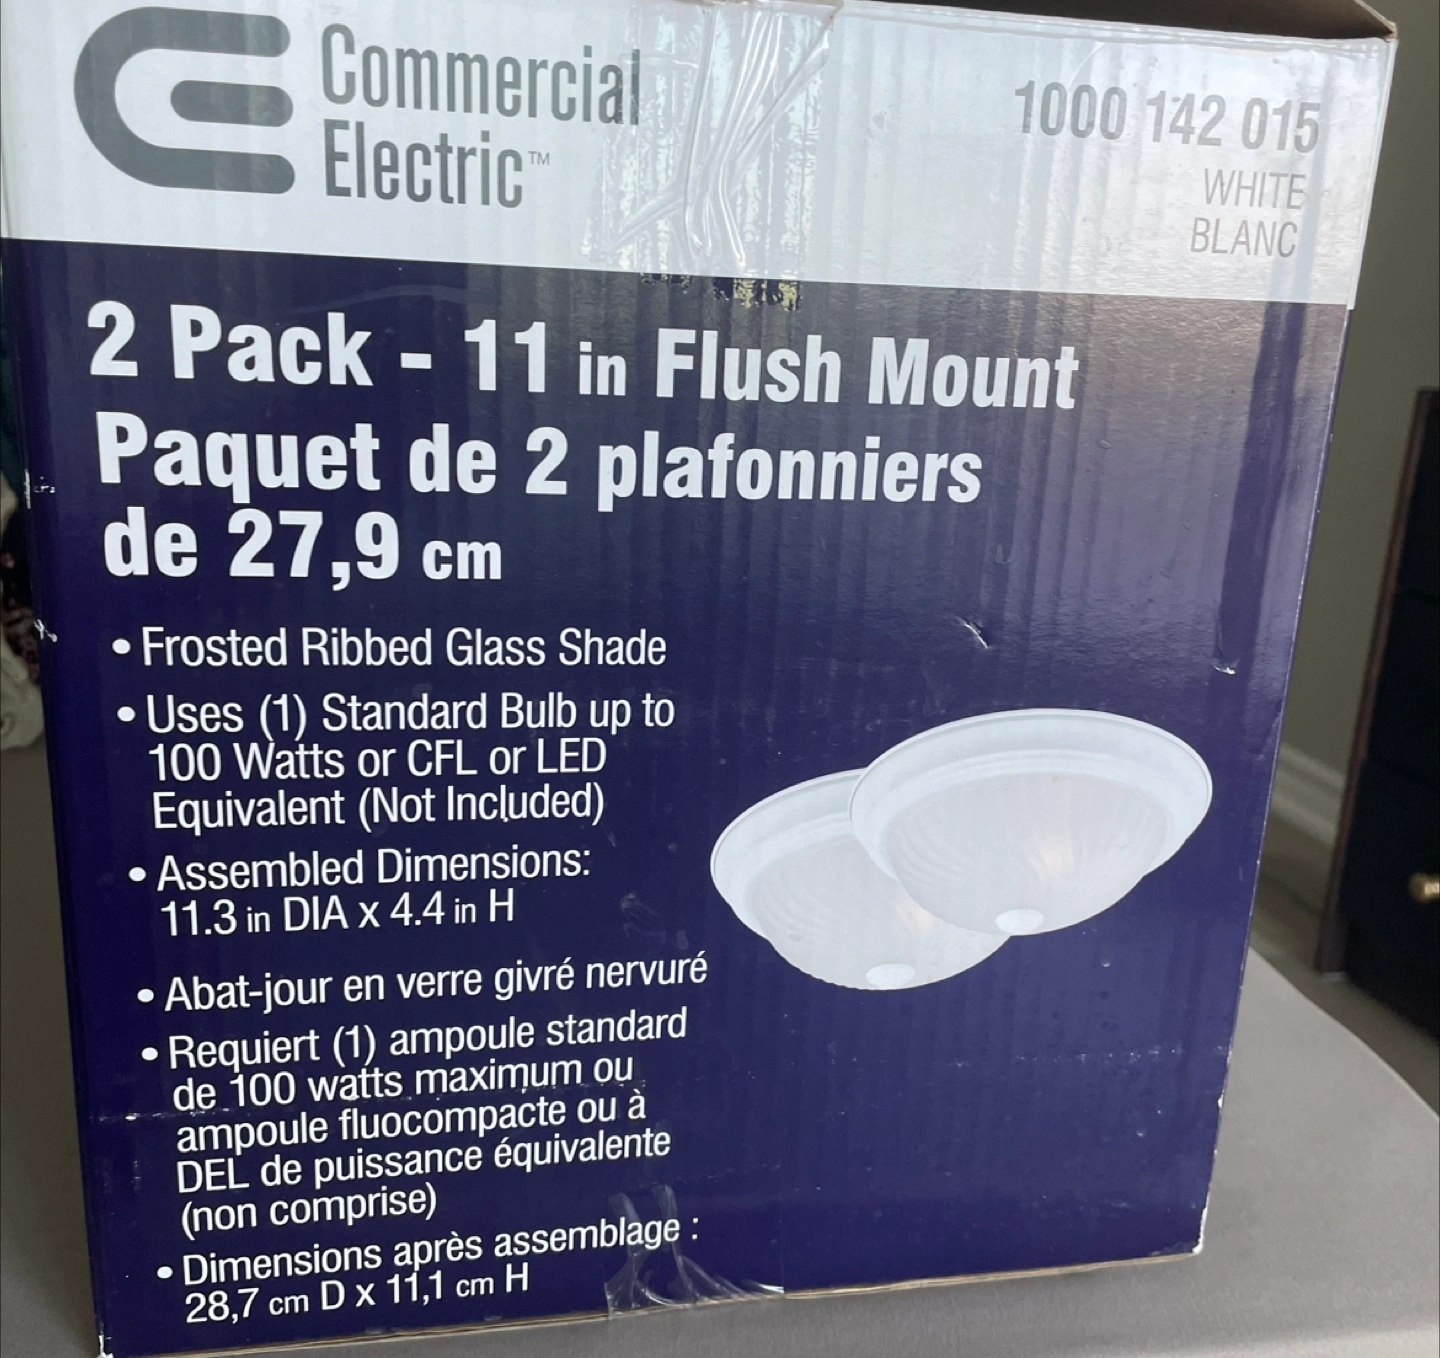 Commercial
Electric™
1000 142 015
WHITE
BLANC
2 Pack - 11 in Flush Mount
Paquet de 2 plafonniers
de 27,9 cm
• Frosted Ribbed Glass Shade
• Uses (1) Standard Bulb up to
100 Watts or CFL or LED
Equivalent (Not Included)
• Assembled Dimensions:
11.3 in DIA x 4.4 in H
• Abat-jour en verre givré nervuré
• Requiert (1) ampoule standard
de 100 watts maximum ou
ampoule fluocompacte ou à
DEL de puissance équivalente
(non comprise)
• Dimensions après assemblage :
28,7 cm D x 11,1 cm H